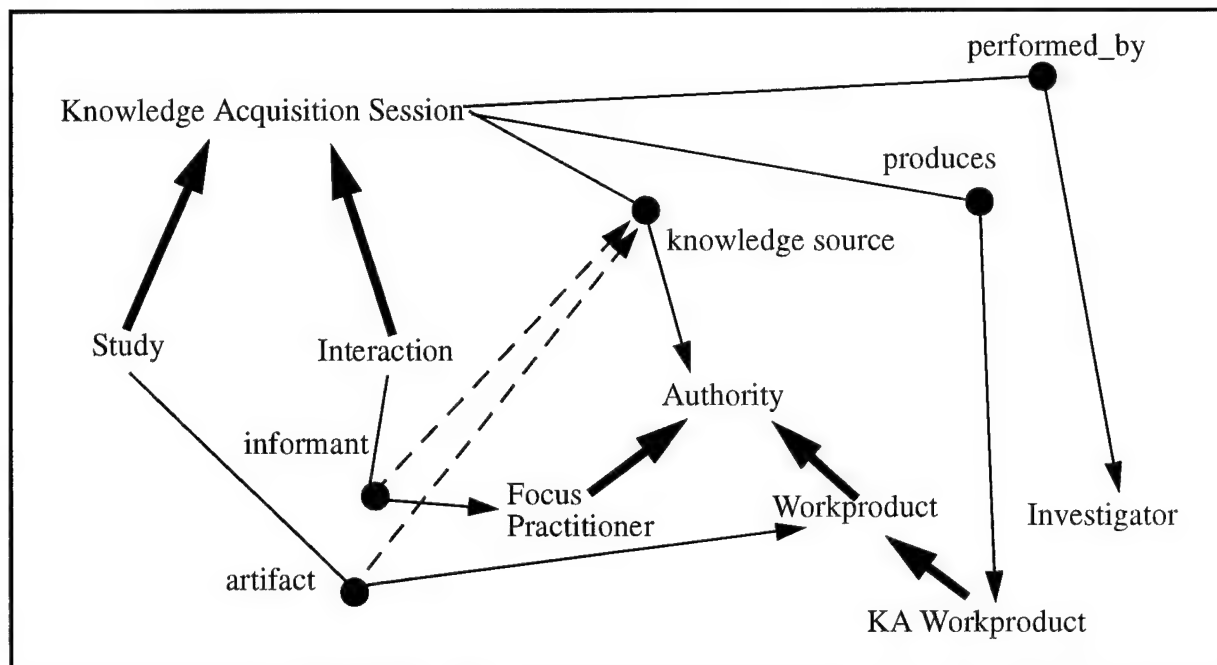 performed_by
Knowledge Acquisition Session
produces
knowledge source
Study
Interaction
Authority
informant
Focus
Practitioner
Workproduct
Investigator
artifact
KA Workproduct